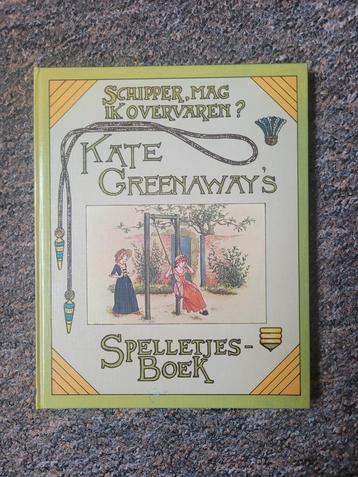 SCHIPPER, MAG
IK OVERVAREN?
KATE
GREENAWAY'S
SPELLETJES-
BOEK